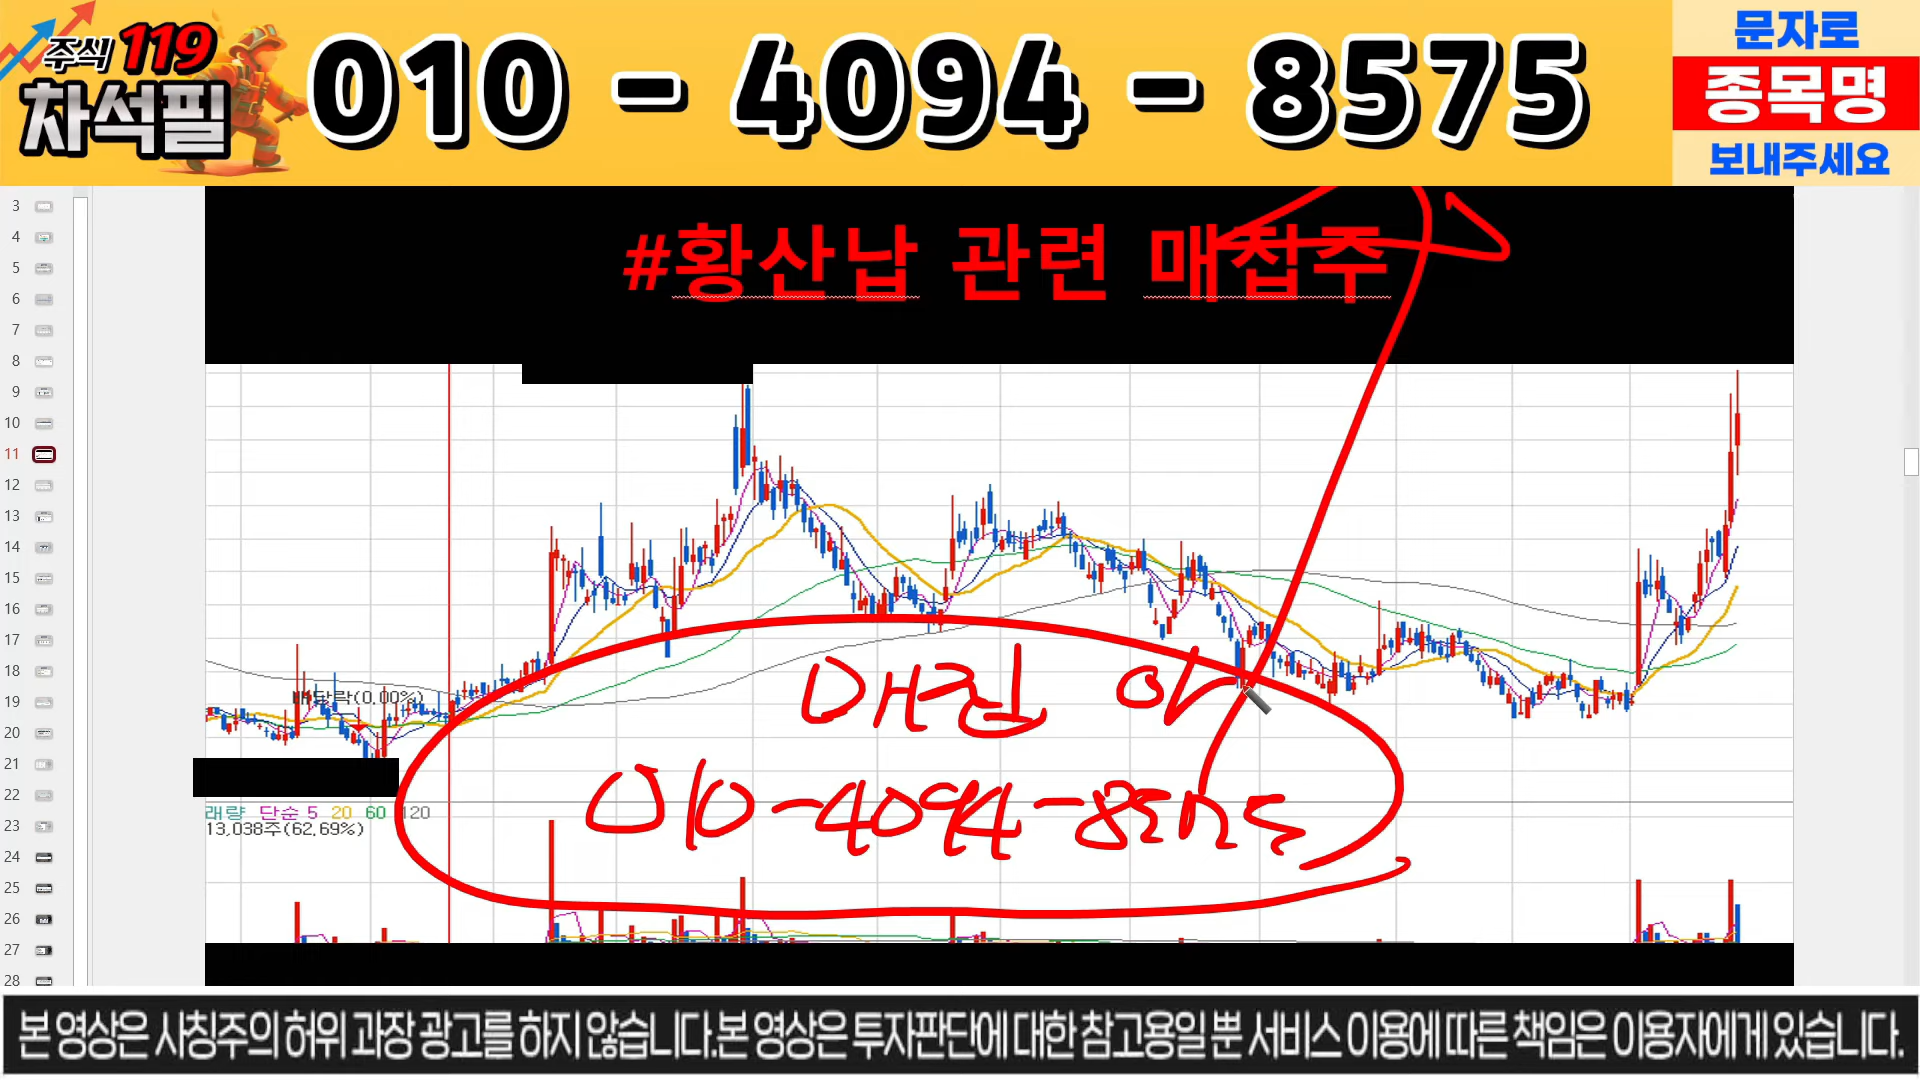 주식 119
차석필
010 - 4094 - 8575
문자로
종목명
보내주세요
#황산납 관련 매집주
3
4
5
6
7
8
9
10
11
12
13
14
15
16
17
18
19
20
21
22
23
24
25
26
27
28
배당락(0.00%)
래량 단순 5 20 60 120
13,038주(62,69%)
매집
010-4094-8575
본 영상은 사칭주의 허위 과장 광고를 하지 않습니다.본 영상은 투자판단에 대한 참고용일 뿐 서비스 이용에 따른 책임은 이용자에게 있습니다.